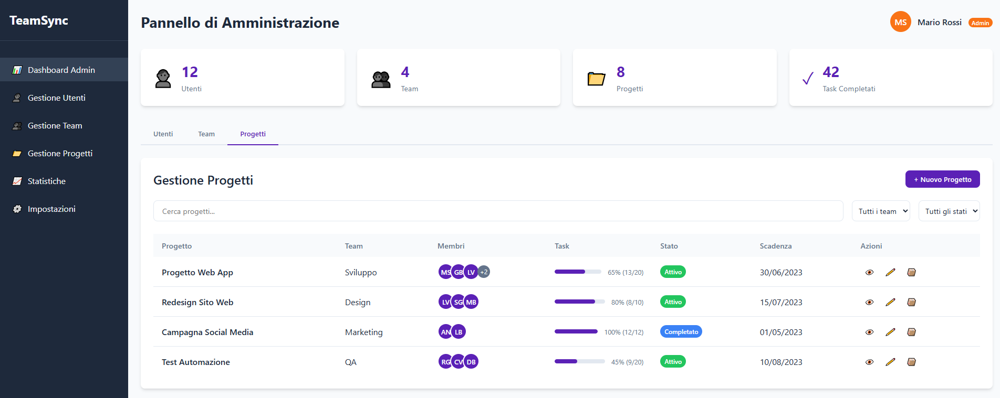 TeamSync
Dashboard Admin
Gestione Utenti
Gestione Team
Gestione Progetti
Statistiche
Impostazioni
Pannello di Amministrazione
MS Mario Rossi Admin
12
Utenti
4
Team
8
Progetti
42
Task Completati
Utenti Team Progetti
Gestione Progetti
+ Nuovo Progetto
Cerca progetti...
Tutti i team
Tutti gli stati
Progetto Team Membri Task Stato Scadenza Azioni
Progetto Web App Sviluppo MS GB LV +2 65% (13/20) Attivo 30/06/2023
Redesign Sito Web Design LV SG MB 80% (8/10) Attivo 15/07/2023
Campagna Social Media Marketing AN LB 100% (12/12) Completato 01/05/2023
Test Automazione QA RG CV DB 45% (9/20) Attivo 10/08/2023